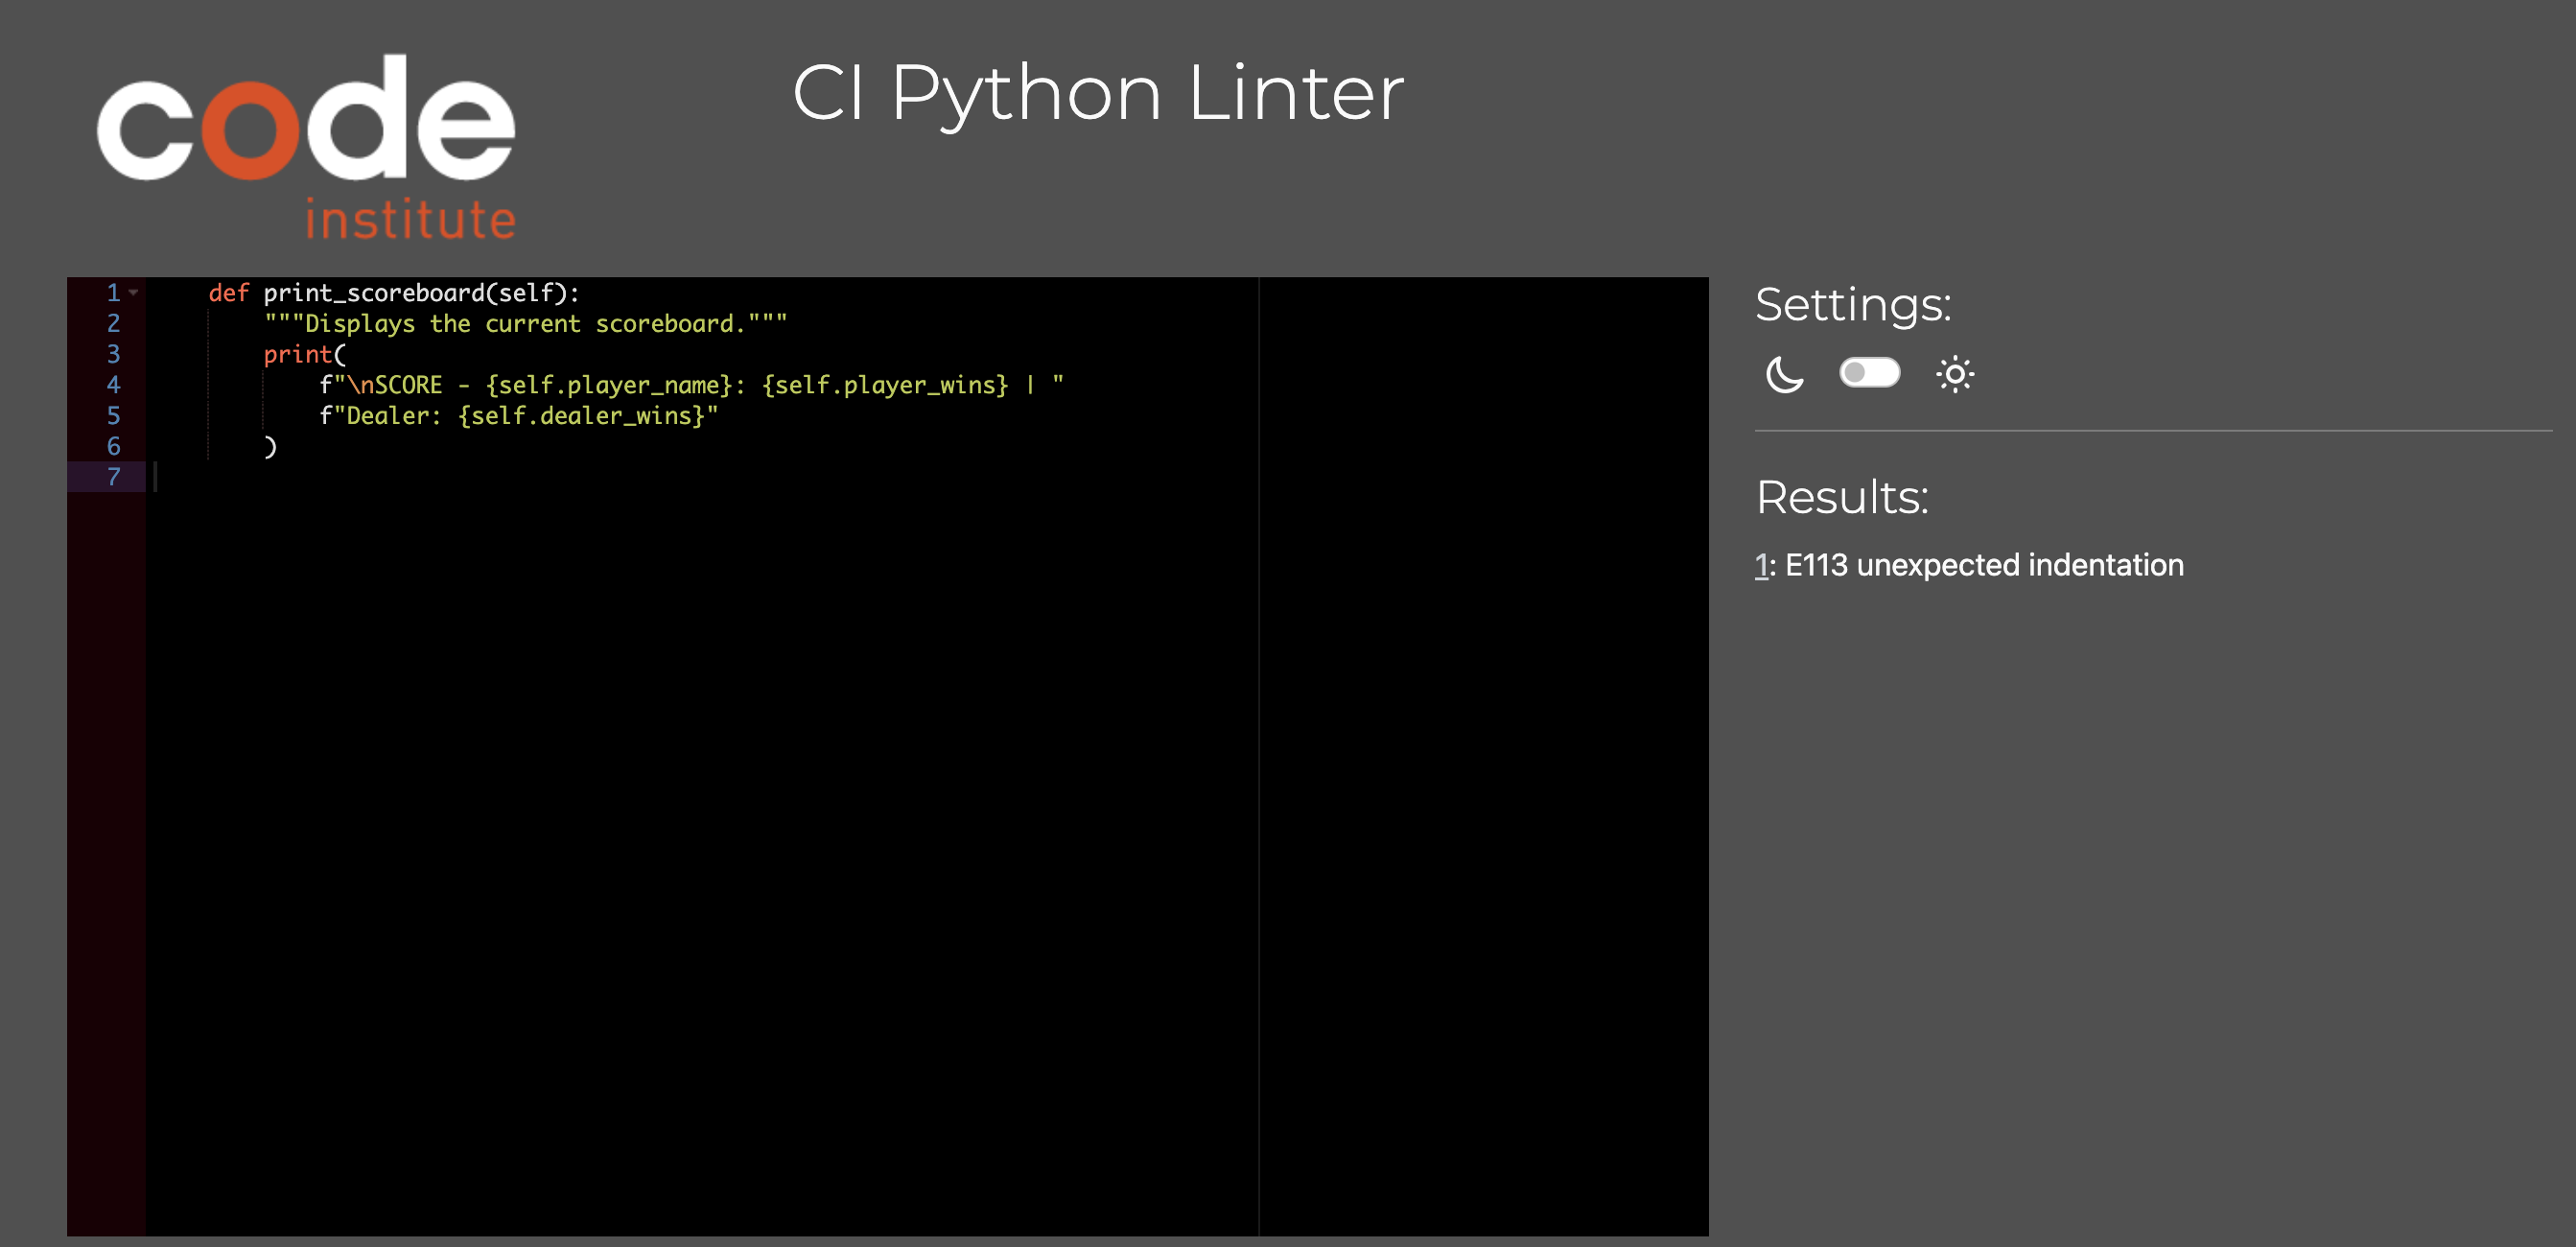 code
institute
CI Python Linter
1 def print_scoreboard(self):
2 """Displays the current scoreboard."""
3 print(
4 f"\nSCORE - {self.player_name}: {self.player_wins} | "
5 f"Dealer: {self.dealer_wins}"
6 )
7
Settings:
Results:
1: E113 unexpected indentation